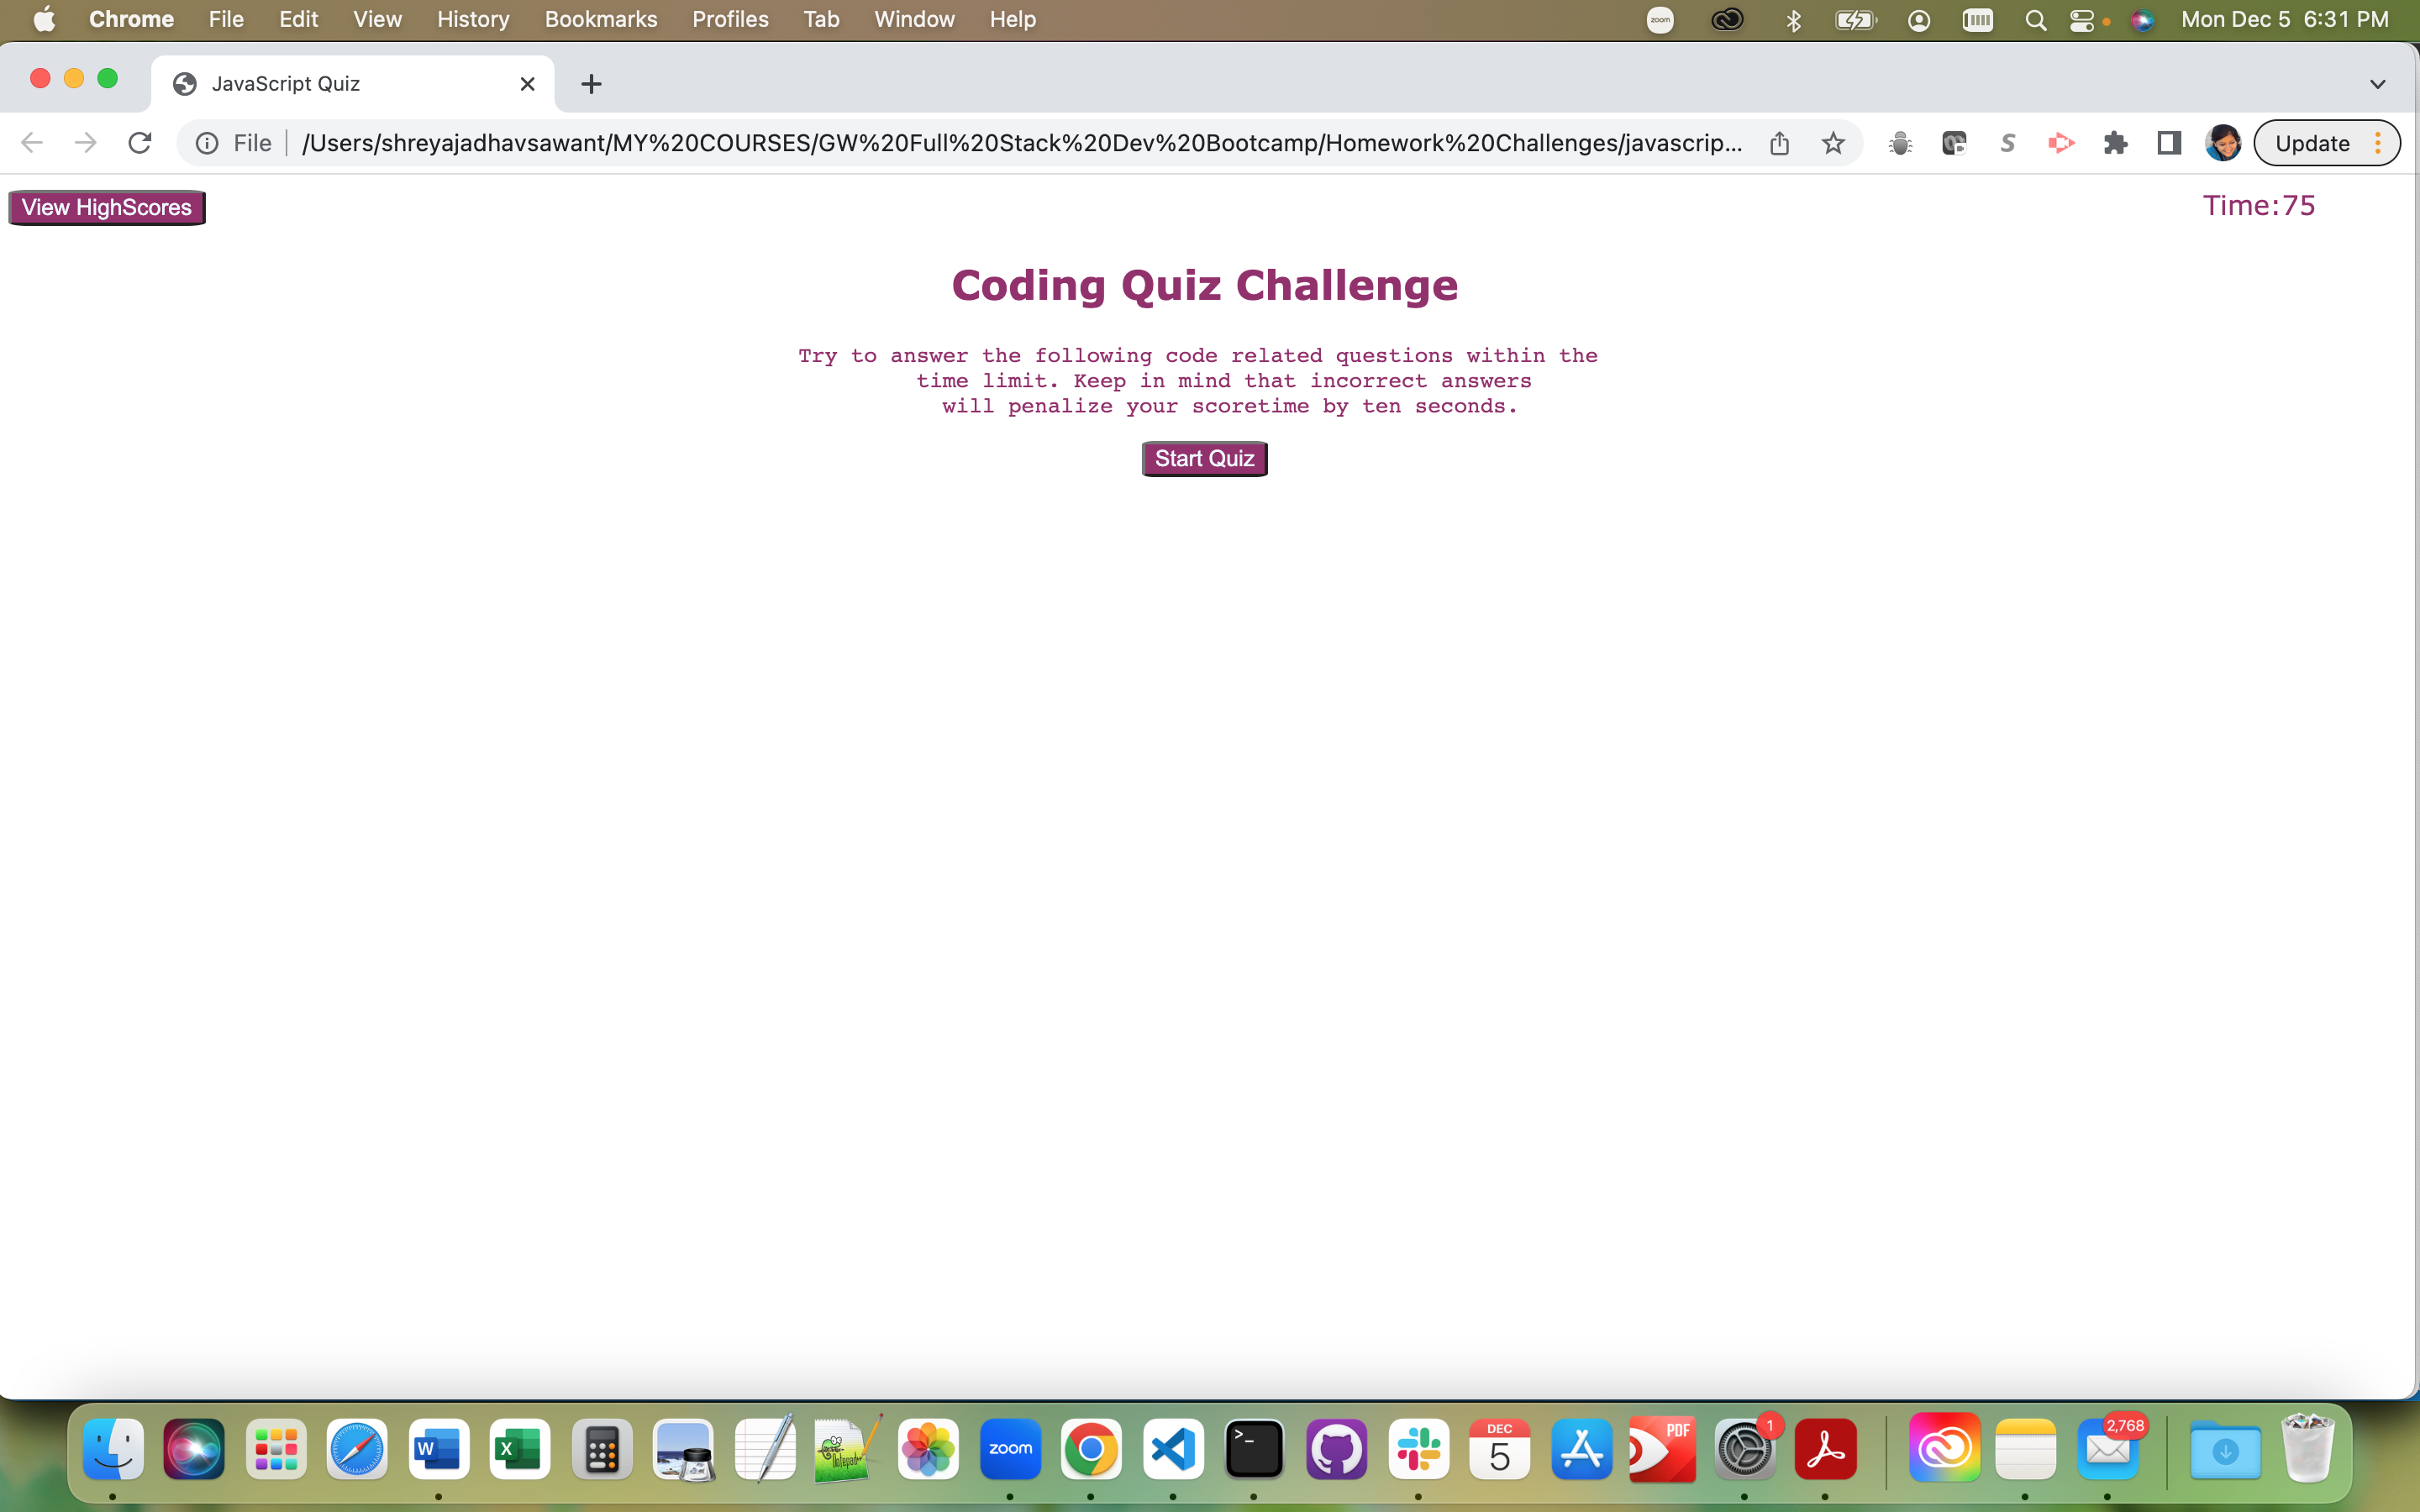 Chrome File Edit View History Bookmarks Profiles Tab Window Help zoom Mon Dec 5 6:31 PM
JavaScript Quiz
File /Users/shreyajadhavsawant/MY%20COURSES/GW%20Full%20Stack%20Dev%20Bootcamp/Homework%20Challenges/javascrip... S Update
View HighScores Time:75
Coding Quiz Challenge
Try to answer the following code related questions within the
time limit. Keep in mind that incorrect answers
will penalize your scoretime by ten seconds.
Start Quiz
W X zoom >_ DEC 5 PDF 1 2,768